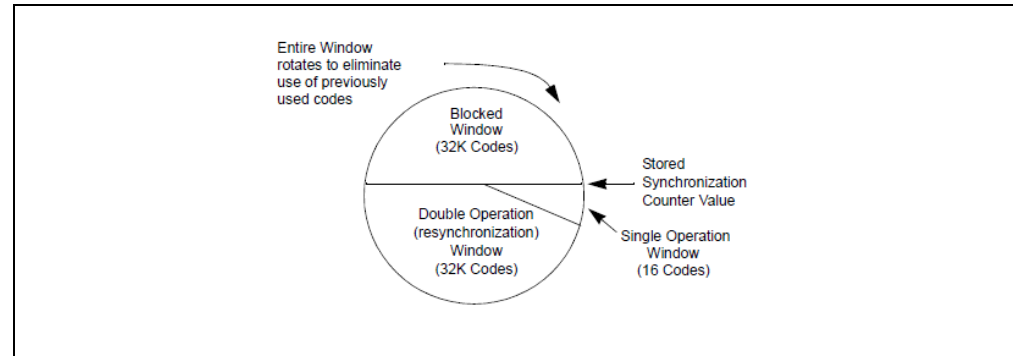 Entire Window
rotates to eliminate
use of previously
used codes
Blocked
Window
(32K Codes)
Stored
Synchronization
Counter Value
Double Operation
(resynchronization)
Window
(32K Codes)
Single Operation
Window
(16 Codes)